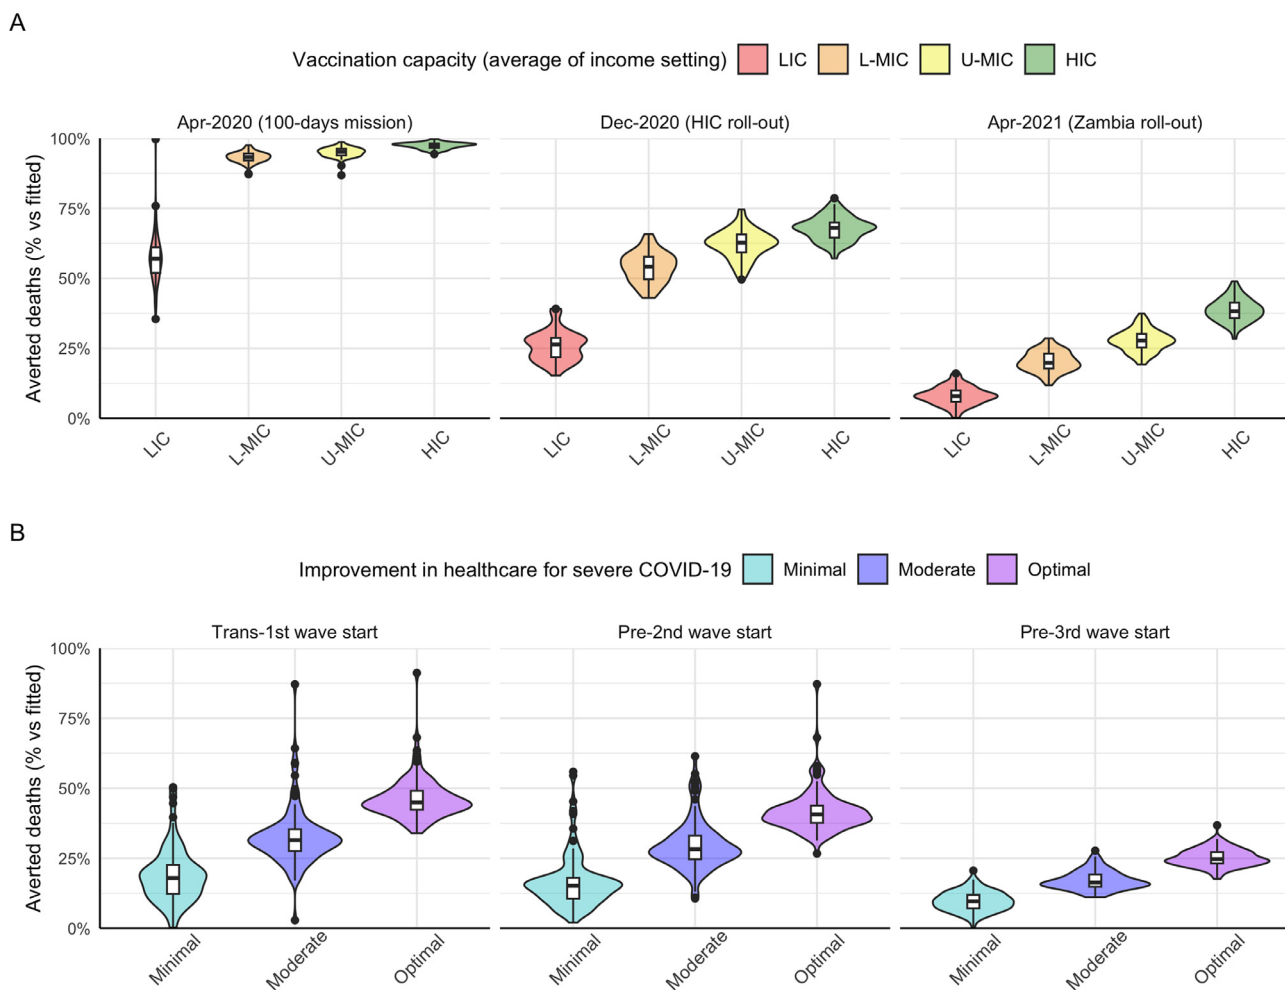 A
Vaccination capacity (average of income setting) LIC L-MIC U-MIC HIC
Apr-2020 (100-days mission) Dec-2020 (HIC roll-out) Apr-2021 (Zambia roll-out)
Averted deaths (% vs fitted)
100%
75%
50%
25%
0%
LIC L-MIC U-MIC HIC LIC L-MIC U-MIC HIC LIC L-MIC U-MIC HIC
B
Improvement in healthcare for severe COVID-19 Minimal Moderate Optimal
Trans-1st wave start Pre-2nd wave start Pre-3rd wave start
Averted deaths (% vs fitted)
100%
75%
50%
25%
0%
Minimal Moderate Optimal Minimal Moderate Optimal Minimal Moderate Optimal